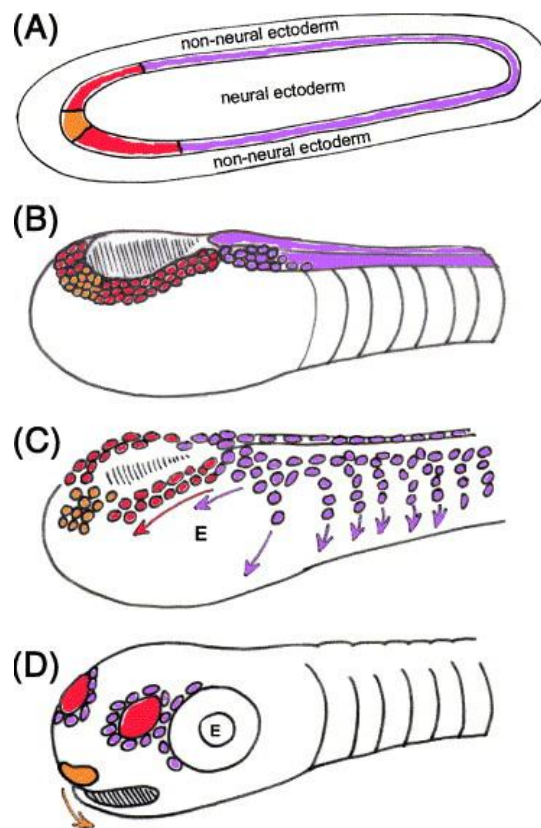 (A)
non-neural ectoderm
neural ectoderm
non-neural ectoderm
(B)
(C)
E
(D)
E